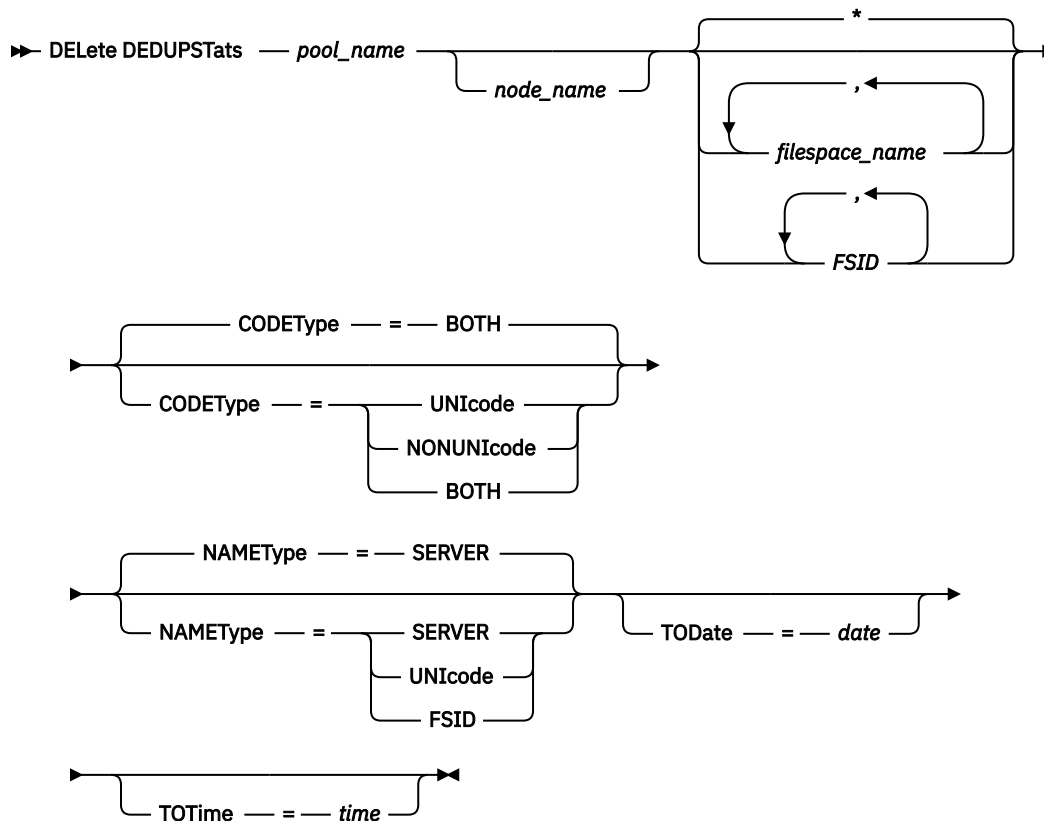 *
DELete DEDUPSTats pool_name
node_name
,
filespace_name
,
FSID
CODEType = BOTH
CODEType = UNIcode
NONUNIcode
BOTH
NAMEType = SERVER
NAMEType = SERVER
TODate = date
UNIcode
FSID
TOTime = time